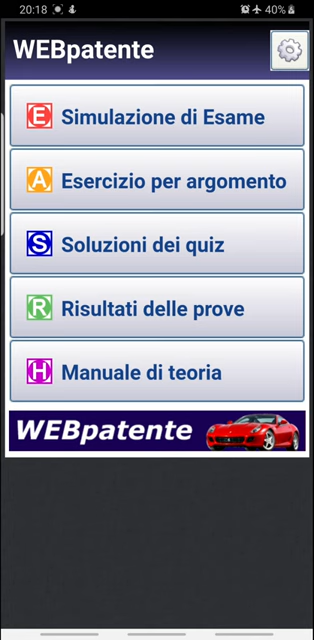 20:18 40%
WEBpatente
E Simulazione di Esame
A Esercizio per argomento
S Soluzioni dei quiz
R Risultati delle prove
H Manuale di teoria
WEBpatente